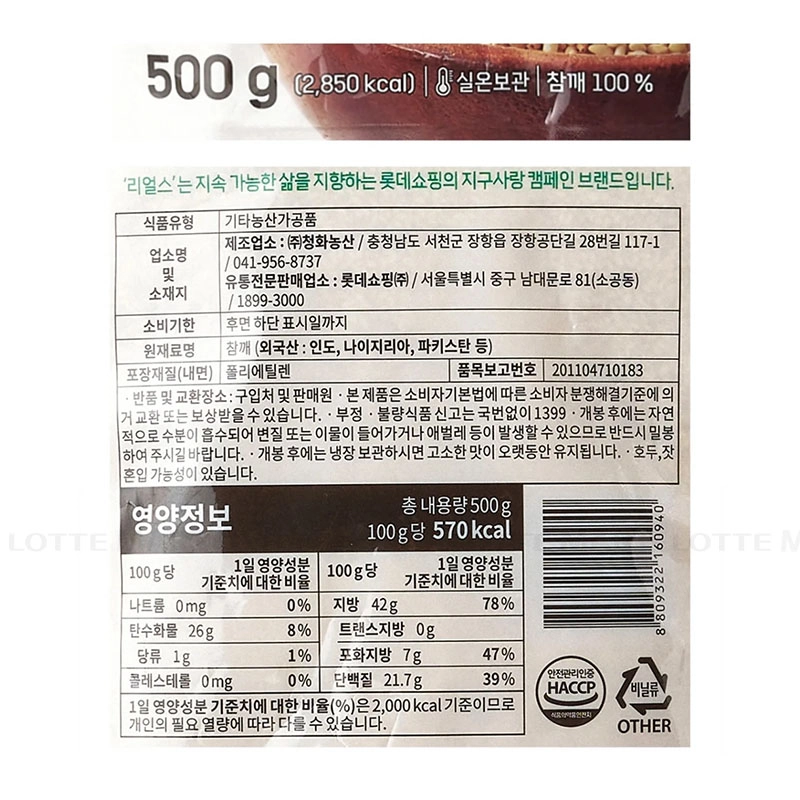 500 g (2,850 kcal) | 실온보관 | 참깨 100 %
‘리얼스’는 지속 가능한 삶을 지향하는 롯데쇼핑의 지구사랑 캠페인 브랜드입니다.
식품유형 기타농산가공품
업소명 및 소재지
제조업소 : ㈜청화농산 / 충청남도 서천군 장항읍 장항공단길 28번길 117-1
/ 041-956-8737
유통전문판매업소 : 롯데쇼핑㈜ / 서울특별시 중구 남대문로 81(소공동)
/ 1899-3000
소비기한 후면 하단 표시일까지
원재료명 참깨 (외국산 : 인도, 나이지리아, 파키스탄 등)
포장재질(내면) 폴리에틸렌 품목보고번호 201104710183
· 반품 및 교환장소 : 구입처 및 판매원 · 본 제품은 소비자기본법에 따른 소비자 분쟁해결기준에 의
거 교환 또는 보상받을 수 있습니다. · 부정 · 불량식품 신고는 국번없이 1399 · 개봉 후에는 자연
적으로 수분이 흡수되어 변질 또는 이물이 들어가거나 애벌레 등이 발생할 수 있으므로 반드시 밀봉
하여 주시길 바랍니다. · 개봉 후에는 냉장 보관하시면 고소한 맛이 오랫동안 유지됩니다. · 호두, 잣
혼입 가능성이 있습니다.
영양정보
총 내용량 500 g
100 g 당 570 kcal
100 g 당 1일 영양성분 기준치에 대한 비율 100 g 당 1일 영양성분 기준치에 대한 비율
나트륨 0 mg 0% 지방 42 g 78%
탄수화물 26 g 8% 트랜스지방 0 g
당류 1 g 1% 포화지방 7 g 47%
콜레스테롤 0 mg 0% 단백질 21.7 g 39%
1일 영양성분 기준치에 대한 비율(%)은 2,000 kcal 기준이므로
개인의 필요 열량에 따라 다를 수 있습니다.
8 809322 160940
안전관리인증
HACCP
식품의약품안전처
비닐류
OTHER
LOTTE
LOTTE M